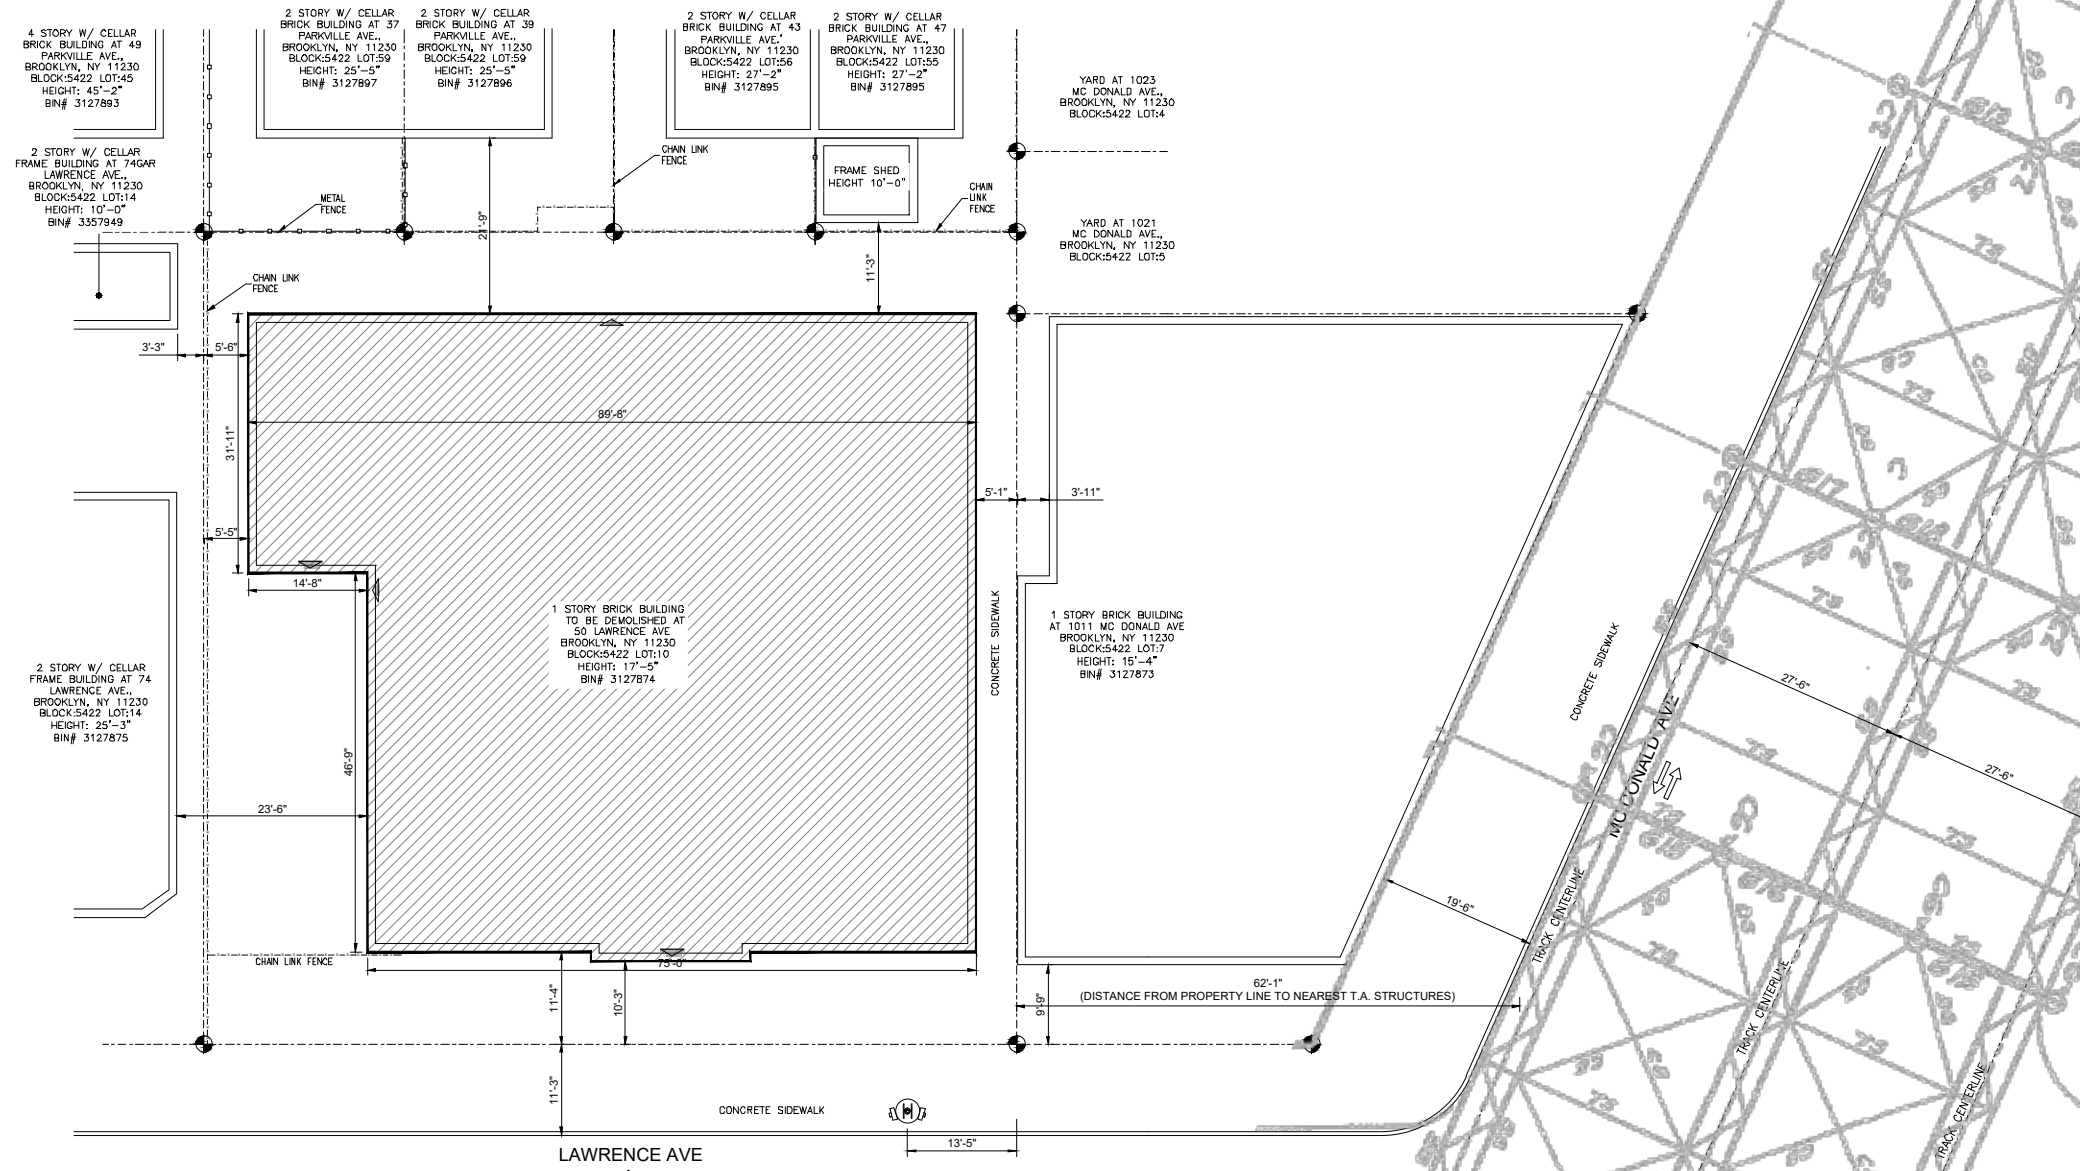 4 STORY W/ CELLAR
BRICK BUILDING AT 49
PARKVILLE AVE.,
BROOKLYN, NY 11230
BLOCK:5422 LOT:45
HEIGHT: 45'-2"
BIN# 3127893
2 STORY W/ CELLAR
BRICK BUILDING AT 37
PARKVILLE AVE.,
BROOKLYN, NY 11230
BLOCK:5422 LOT:59
HEIGHT: 25'-5"
BIN# 3127897
2 STORY W/ CELLAR
BRICK BUILDING AT 39
PARKVILLE AVE.,
BROOKLYN, NY 11230
BLOCK:5422 LOT:59
HEIGHT: 25'-5"
BIN# 3127896
2 STORY W/ CELLAR
BRICK BUILDING AT 43
PARKVILLE AVE.'
BROOKLYN, NY 11230
BLOCK:5422 LOT:56
HEIGHT: 27'-2"
BIN# 3127895
2 STORY W/ CELLAR
BRICK BUILDING AT 47
PARKVILLE AVE.,
BROOKLYN, NY 11230
BLOCK:5422 LOT:55
HEIGHT: 27'-2"
BIN# 3127895
YARD AT 1023
MC DONALD AVE.,
BROOKLYN, NY 11230
BLOCK:5422 LOT:4
2 STORY W/ CELLAR
FRAME BUILDING AT 74GAR
LAWRENCE AVE.,
BROOKLYN, NY 11230
BLOCK:5422 LOT:14
HEIGHT: 10'-0"
BIN# 3357949
CHAIN LINK
FENCE
FRAME SHED
HEIGHT 10'-0"
METAL
FENCE
CHAIN
LINK
FENCE
YARD AT 1021
MC DONALD AVE.,
BROOKLYN, NY 11230
BLOCK:5422 LOT:5
21'-9"
11'-3"
CHAIN LINK
FENCE
3'-3"
5'-6"
89'-8"
31'-11"
5'-1"
3'-11"
5'-5"
14'-8"
1 STORY BRICK BUILDING
TO BE DEMOLISHED AT
50 LAWRENCE AVE
BROOKLYN, NY 11230
BLOCK:5422 LOT:10
HEIGHT: 17'-5"
BIN# 3127874
CONCRETE SIDEWALK
1 STORY BRICK BUILDING
AT 1011 MC DONALD AVE
BROOKLYN, NY 11230
BLOCK:5422 LOT:7
HEIGHT: 15'-4"
BIN# 3127873
CONCRETE SIDEWALK
27'-6"
27'-6"
MC DONALD AVE
2 STORY W/ CELLAR
FRAME BUILDING AT 74
LAWRENCE AVE.,
BROOKLYN, NY 11230
BLOCK:5422 LOT:14
HEIGHT: 25'-3"
BIN# 3127875
46'-9"
23'-6"
19'-6"
TRACK CENTERLINE
TRACK CENTERLINE
TRACK CENTERLINE
CHAIN LINK FENCE
75'-0"
11'-4"
10'-3"
9'-9"
62'-1"
(DISTANCE FROM PROPERTY LINE TO NEAREST T.A. STRUCTURES)
11'-3"
CONCRETE SIDEWALK
13'-5"
LAWRENCE AVE